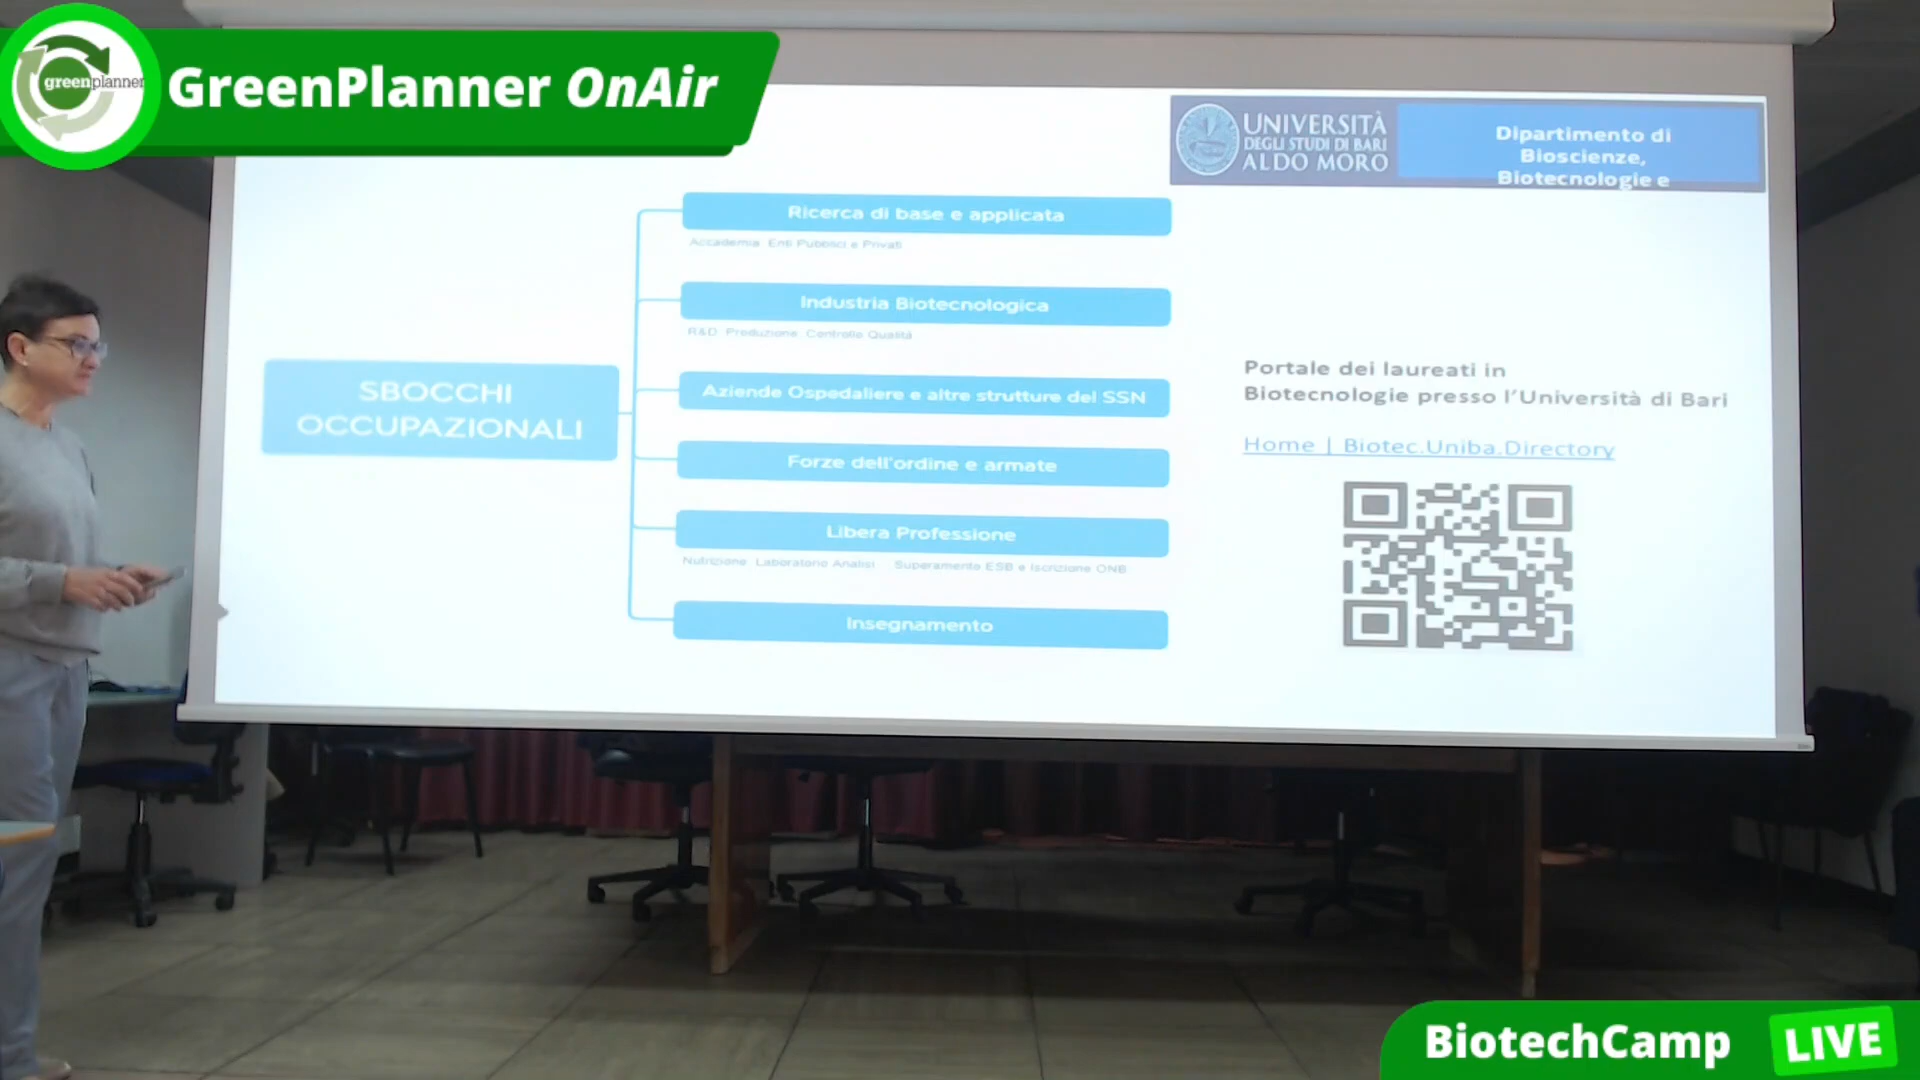 greenplanner
GreenPlanner OnAir
UNIVERSITÀ
DEGLI STUDI DI BARI
ALDO MORO
Dipartimento di
Bioscienze,
Biotecnologie e
SBOCCHI
OCCUPAZIONALI
Ricerca di base e applicata
Accademia Enti Pubblici e Privati
Industria Biotecnologica
R&D Produzione Controllo Qualità
Aziende Ospedaliere e altre strutture del SSN
Forze dell'ordine e armate
Libera Professione
Nutrizione Laboratorio Analisi Superamento ESB e Iscrizione ONB
Insegnamento
Portale dei laureati in
Biotecnologie presso l'Università di Bari
Home | Biotec.Uniba.Directory
BiotechCamp LIVE